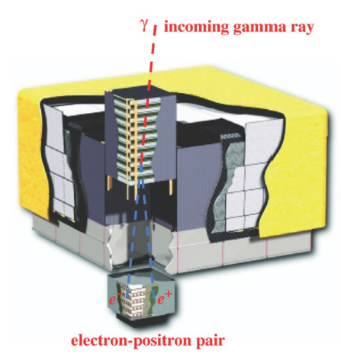 γ incoming gamma ray
e⁻ e⁺
electron-positron pair